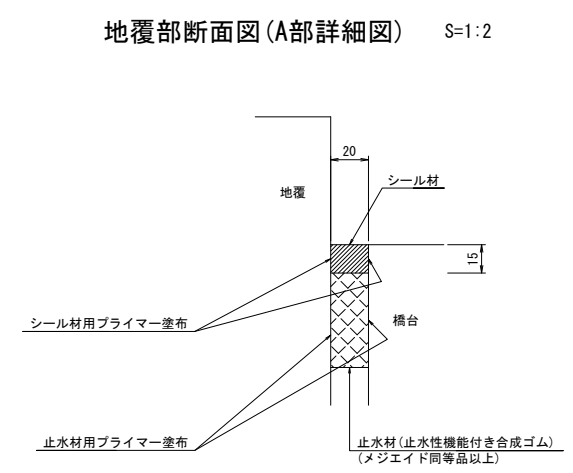 地覆部断面図(A部詳細図) S=1:2
20
シール材
地覆
15
シール材用プライマー塗布
橋台
止水材用プライマー塗布
止水材(止水性機能付き合成ゴム)
(メジエイド同等品以上)